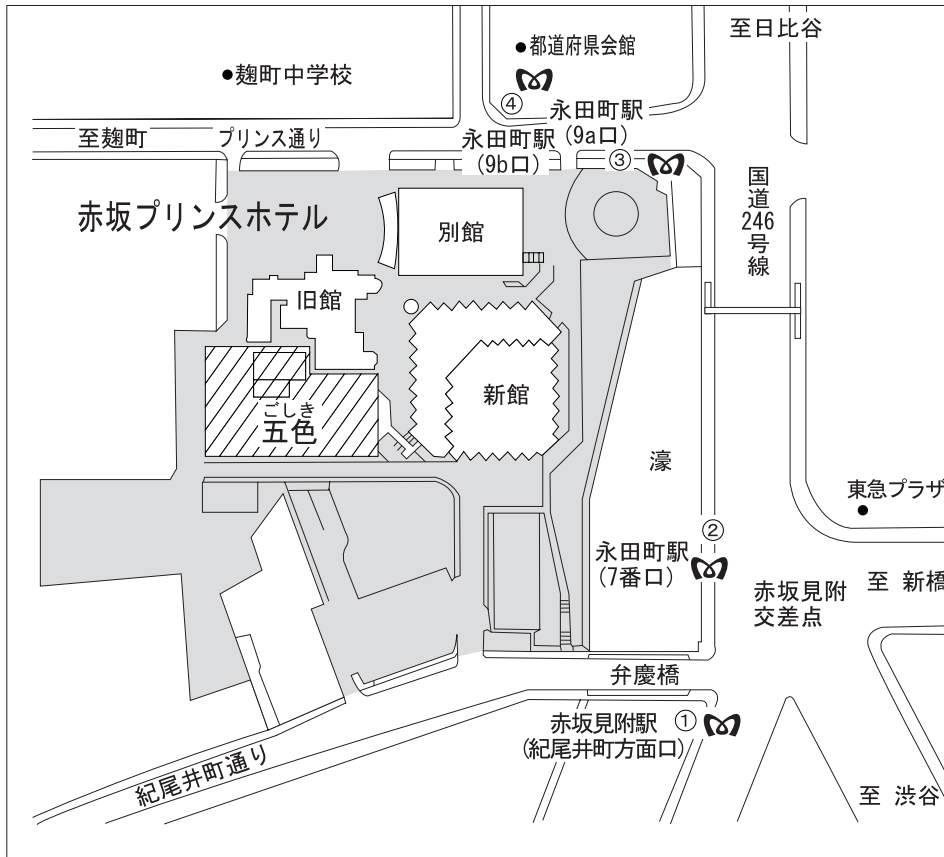 至日比谷
●都道府県会館
●麹町中学校
④
永田町駅
(9a口)
至麹町
プリンス通り
永田町駅
(9b口)
③
国道246号線
赤坂プリンスホテル
別館
旧館
新館
ごしき
五色
濠
東急プラザ
②
永田町駅
(7番口)
赤坂見附
交差点
至 新橋
弁慶橋
赤坂見附駅
(紀尾井町方面口)
①
紀尾井町通り
至 渋谷